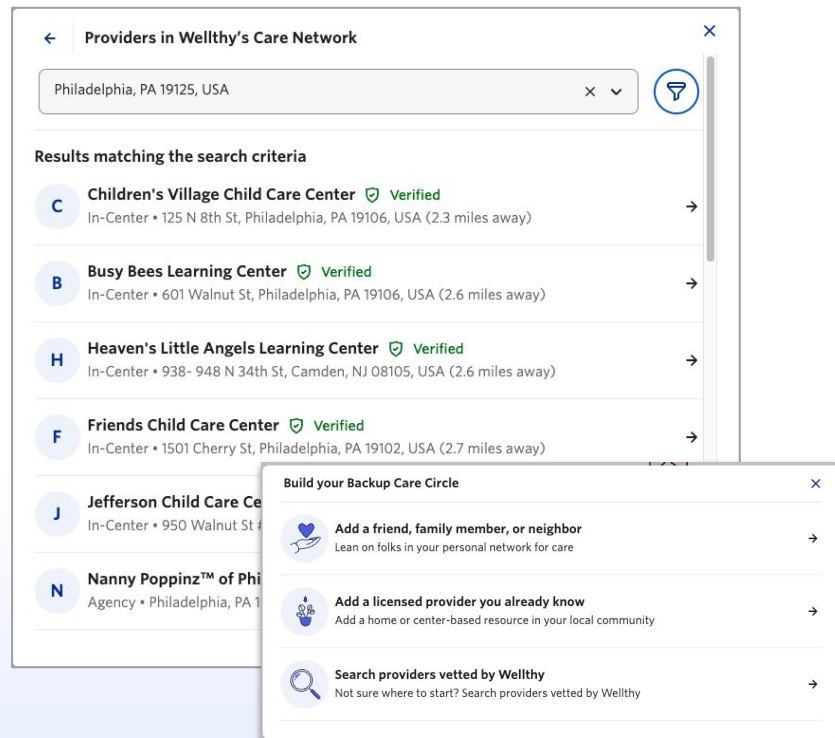 Providers in Wellthy's Care Network
Philadelphia, PA 19125, USA
Results matching the search criteria
C
Children's Village Child Care Center Verified
In-Center • 125 N 8th St, Philadelphia, PA 19106, USA (2.3 miles away)
B
Busy Bees Learning Center Verified
In-Center • 601 Walnut St, Philadelphia, PA 19106, USA (2.6 miles away)
H
Heaven's Little Angels Learning Center Verified
In-Center • 938- 948 N 34th St, Camden, NJ 08105, USA (2.6 miles away)
F
Friends Child Care Center Verified
In-Center • 1501 Cherry St, Philadelphia, PA 19102, USA (2.7 miles away)
J
Jefferson Child Care Ce
In-Center • 950 Walnut St #
N
Nanny Poppinz™ of Phi
Agency • Philadelphia, PA 1
Build your Backup Care Circle
Add a friend, family member, or neighbor
Lean on folks in your personal network for care
Add a licensed provider you already know
Add a home or center-based resource in your local community
Search providers vetted by Wellthy
Not sure where to start? Search providers vetted by Wellthy